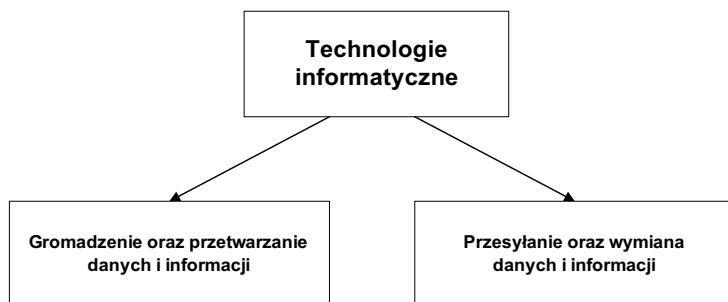 Technologie
informatyczne
Gromadzenie oraz przetwarzanie
danych i informacji
Przesyłanie oraz wymiana
danych i informacji